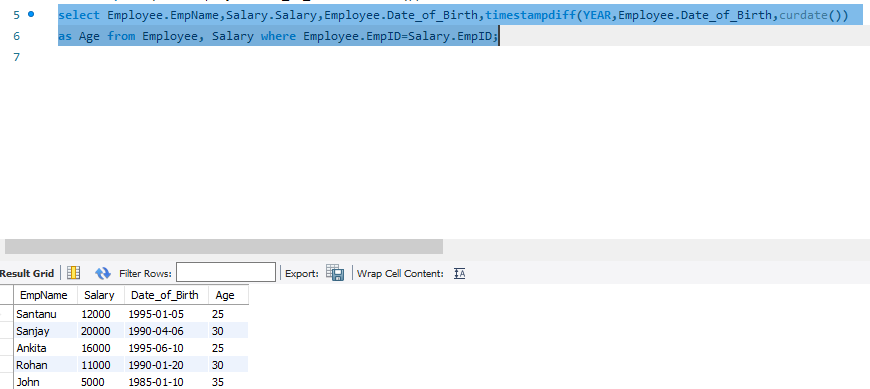 5 select Employee.EmpName,Salary.Salary,Employee.Date_of_Birth,timestampdiff(YEAR,Employee.Date_of_Birth,curdate())
6 as Age from Employee, Salary where Employee.EmpID=Salary.EmpID;
7
Result Grid Filter Rows: Export: Wrap Cell Content:
EmpName Salary Date_of_Birth Age
Santanu 12000 1995-01-05 25
Sanjay 20000 1990-04-06 30
Ankita 16000 1995-06-10 25
Rohan 11000 1990-01-20 30
John 5000 1985-01-10 35